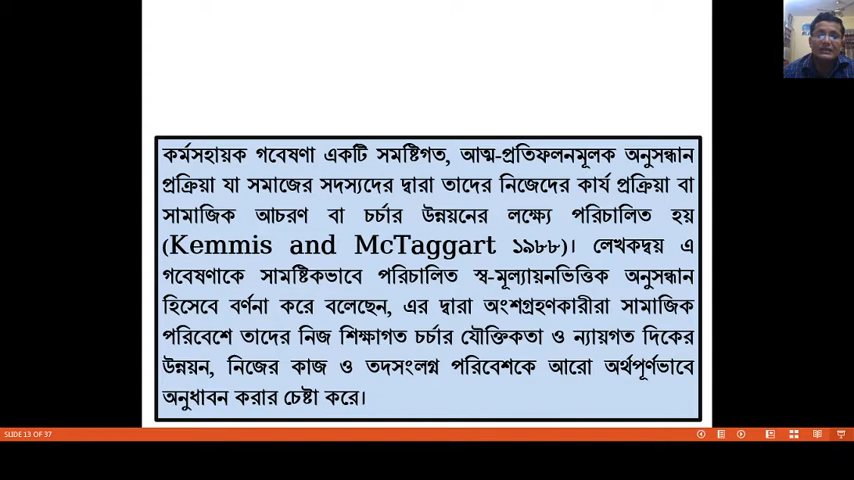 কর্মসহায়ক গবেষণা একটি সমষ্টিগত, আত্ম-প্রতিফলনমূলক অনুসন্ধান
প্রক্রিয়া যা সমাজের সদস্যদের দ্বারা তাদের নিজেদের কার্য প্রক্রিয়া বা
সামাজিক আচরণ বা চর্চার উন্নয়নের লক্ষ্যে পরিচালিত হয়
(Kemmis and McTaggart ১৯৮৮)। লেখকদ্বয় এ
গবেষণাকে সামষ্টিকভাবে পরিচালিত স্ব-মূল্যায়নভিত্তিক অনুসন্ধান
হিসেবে বর্ণনা করে বলেছেন, এর দ্বারা অংশগ্রহণকারীরা সামাজিক
পরিবেশে তাদের নিজ শিক্ষাগত চর্চার যৌক্তিকতা ও ন্যায়গত দিকের
উন্নয়ন, নিজের কাজ ও তদসংলগ্ন পরিবেশকে আরো অর্থপূর্ণভাবে
অনুধাবন করার চেষ্টা করে।
SLIDE 13 OF 37